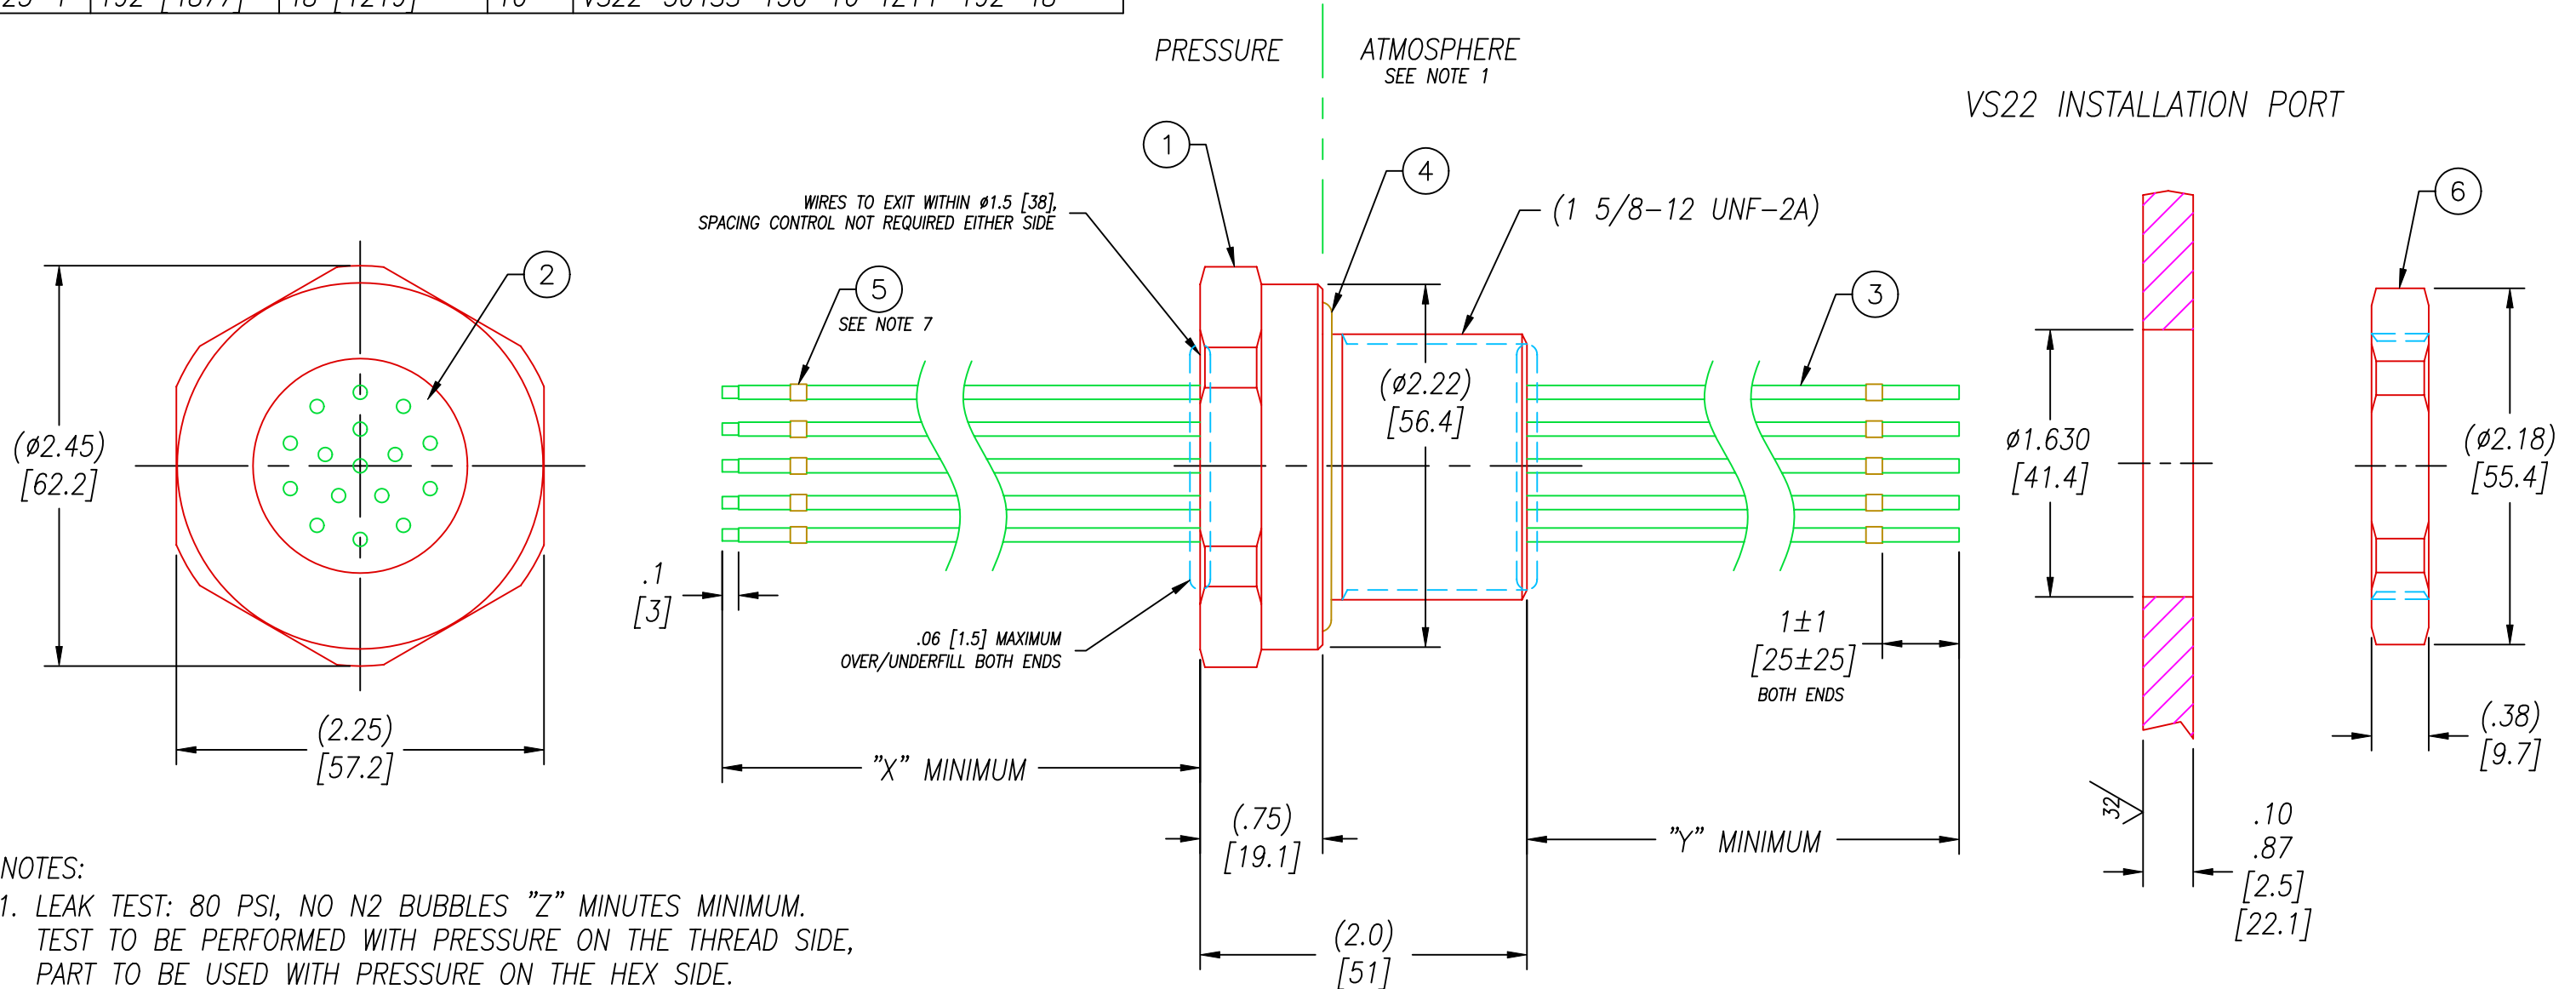 PRESSURE
ATMOSPHERE
SEE NOTE 1
VS22 INSTALLATION PORT
1
4
6
WIRES TO EXIT WITHIN ø1.5 [38],
SPACING CONTROL NOT REQUIRED EITHER SIDE
(1 5/8-12 UNF-2A)
2
5
SEE NOTE 7
3
(ø2.45)
[62.2]
(ø2.22)
[56.4]
ø1.630
[41.4]
(ø2.18)
[55.4]
.1
[3]
.06 [1.5] MAXIMUM
OVER/UNDERFILL BOTH ENDS
1±1
[25±25]
BOTH ENDS
(2.25)
[57.2]
"X" MINIMUM
(.75)
[19.1]
"Y" MINIMUM
32
.10
.87
[2.5]
[22.1]
(.38)
[9.7]
(2.0)
[51]
NOTES:
1. LEAK TEST: 80 PSI, NO N2 BUBBLES "Z" MINUTES MINIMUM.
TEST TO BE PERFORMED WITH PRESSURE ON THE THREAD SIDE,
PART TO BE USED WITH PRESSURE ON THE HEX SIDE.